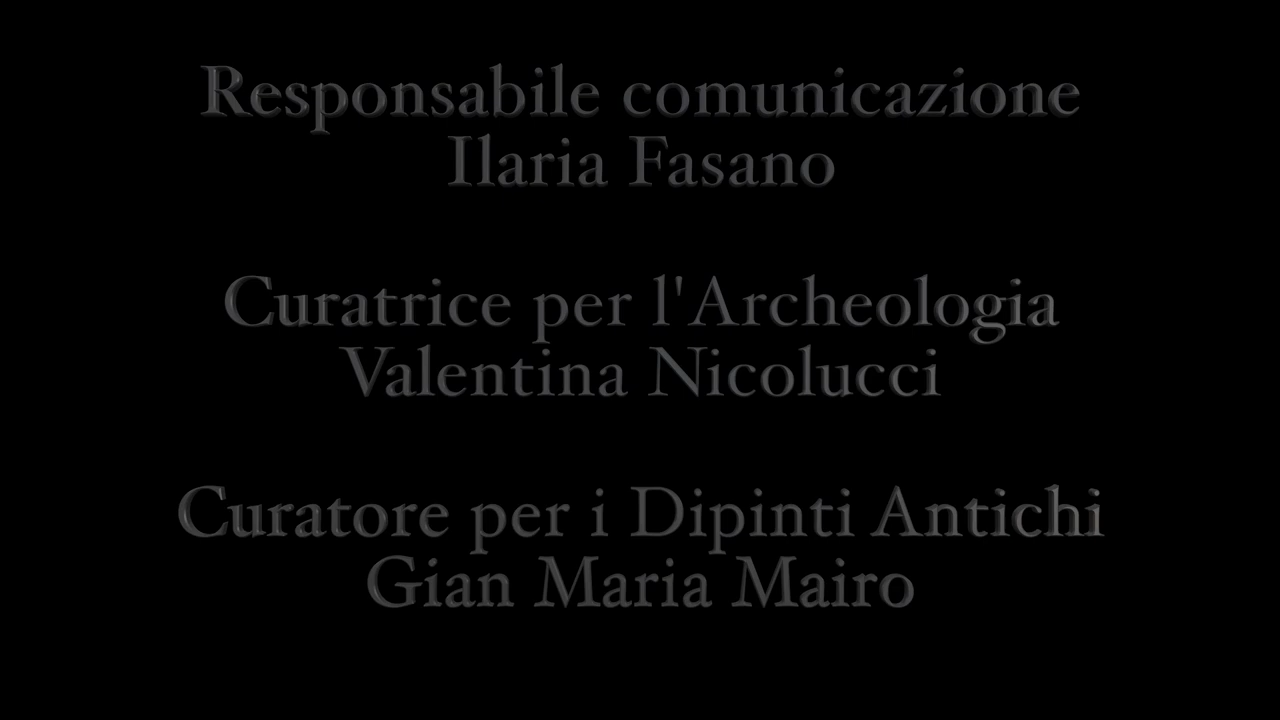 Responsabile comunicazione
Ilaria Fasano
Curatrice per l'Archeologia
Valentina Nicolucci
Curatore per i Dipinti Antichi
Gian Maria Mairo